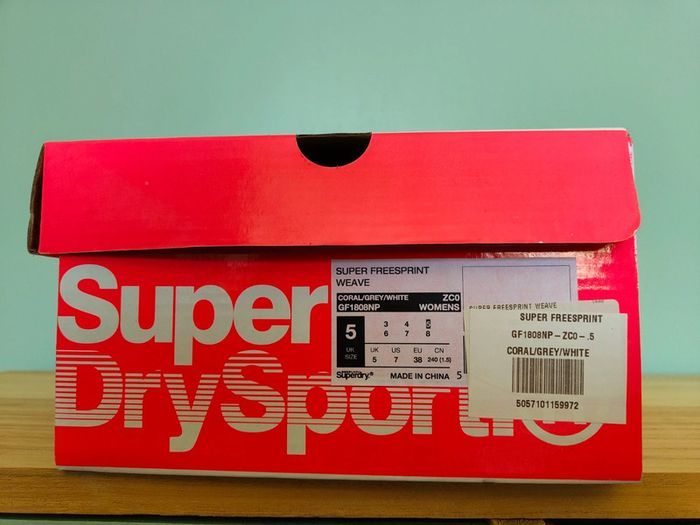 Super
DrySport®
SUPER FREESPRINT
WEAVE
CORAL/GREY/WHITE ZC0
GF1808NP WOMENS
5
UK
SIZE
3 4 5
6 7 8
UK US EU CN
5 7 38 240 (1.5)
Superdry® MADE IN CHINA 5
SUPER FREESPRINT WEAVE
SUPER FREESPRINT
GF1808NP-ZC0-.5
CORAL/GREY/WHITE
5057101159972